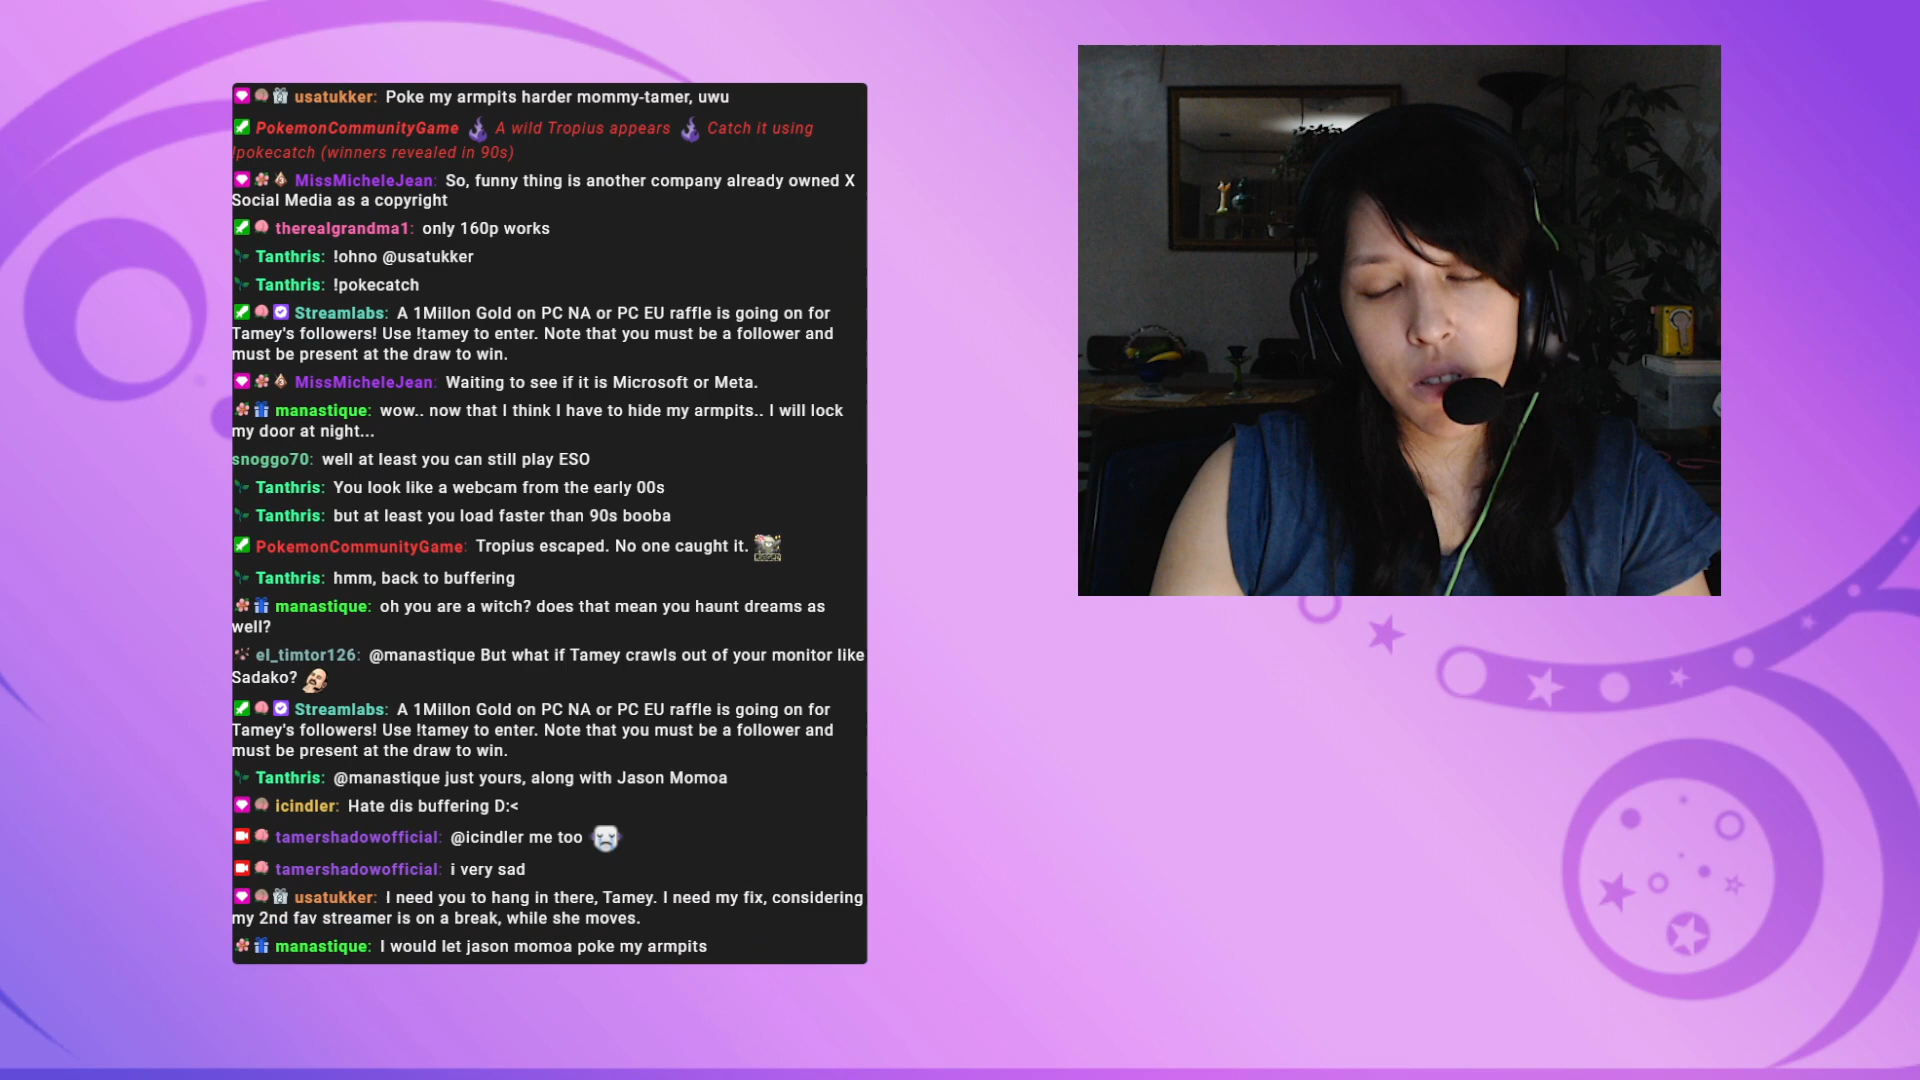 usatukker: Poke my armpits harder mommy-tamer, uwu
PokemonCommunityGame A wild Tropius appears Catch it using
!pokecatch (winners revealed in 90s)
MissMicheleJean: So, funny thing is another company already owned X
Social Media as a copyright
therealgrandma1: only 160p works
Tanthris: !ohno @usatukker
Tanthris: !pokecatch
Streamlabs: A 1Millon Gold on PC NA or PC EU raffle is going on for
Tamey's followers! Use !tamey to enter. Note that you must be a follower and
must be present at the draw to win.
MissMicheleJean: Waiting to see if it is Microsoft or Meta.
manastique: wow.. now that I think I have to hide my armpits.. I will lock
my door at night...
snoggo70: well at least you can still play ESO
Tanthris: You look like a webcam from the early 00s
Tanthris: but at least you load faster than 90s booba
PokemonCommunityGame: Tropius escaped. No one caught it.
Tanthris: hmm, back to buffering
manastique: oh you are a witch? does that mean you haunt dreams as
well?
el_timtor126: @manastique But what if Tamey crawls out of your monitor like
Sadako?
Streamlabs: A 1Millon Gold on PC NA or PC EU raffle is going on for
Tamey's followers! Use !tamey to enter. Note that you must be a follower and
must be present at the draw to win.
Tanthris: @manastique just yours, along with Jason Momoa
icindler: Hate dis buffering D:<
tamershadowofficial: @icindler me too
tamershadowofficial: i very sad
usatukker: I need you to hang in there, Tamey. I need my fix, considering
my 2nd fav streamer is on a break, while she moves.
manastique: I would let jason momoa poke my armpits